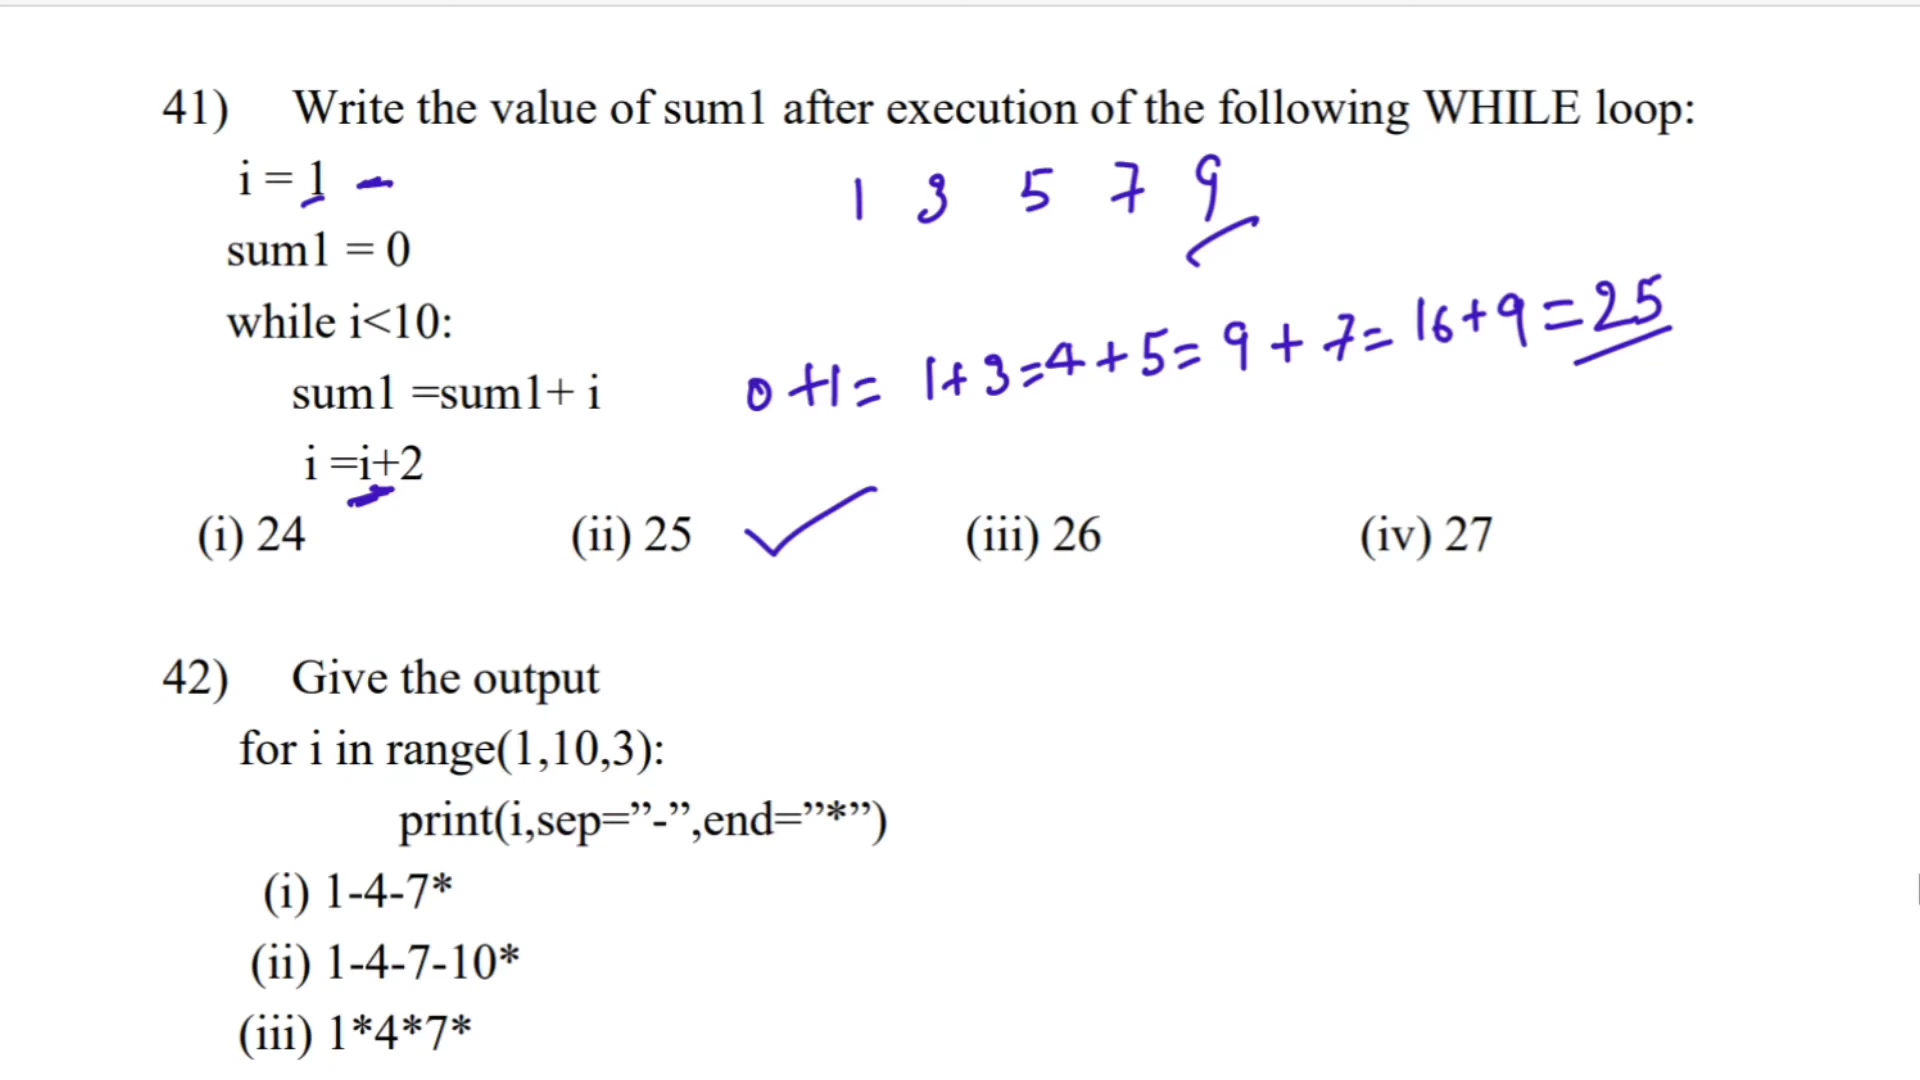 41) Write the value of sum1 after execution of the following WHILE loop:
i = 1 -
1 3 5 7 9
sum1 = 0
while i<10:
0+1= 1+3=4+5=9+7=16+9=25
sum1 =sum1+ i
i =i+2
(i) 24 (ii) 25 (iii) 26 (iv) 27
42) Give the output
for i in range(1,10,3):
print(i,sep=”-”,end=”*”)
(i) 1-4-7*
(ii) 1-4-7-10*
(iii) 1*4*7*